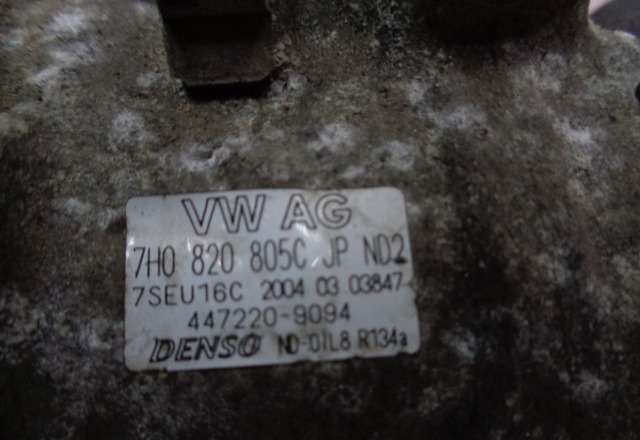 VW AG
7H0 820 805C JP ND2
7SEU16C 2004 03 03847
447220-9094
DENSO ND-OIL8 R134a